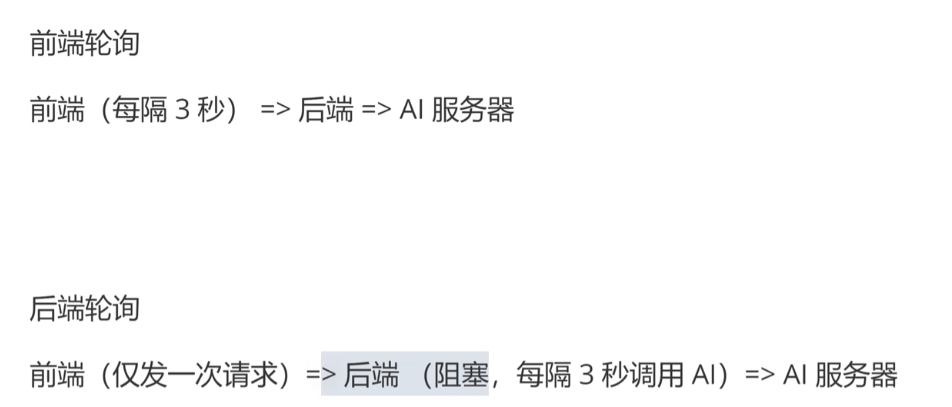 前端轮询
前端（每隔 3 秒） => 后端 => AI 服务器
后端轮询
前端（仅发一次请求）=> 后端 （阻塞，每隔 3 秒调用 AI）=> AI 服务器